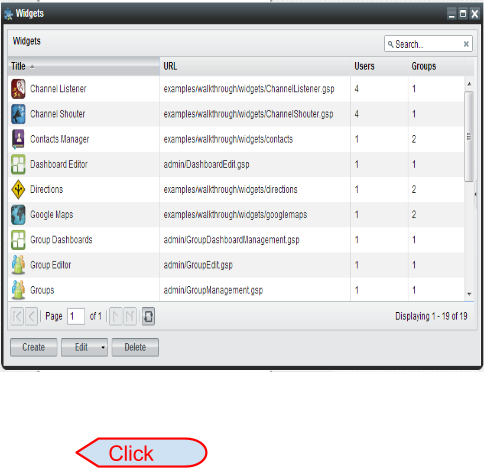 Widgets
Widgets
Search...
Title URL Users Groups
Channel Listener examples/walkthrough/widgets/ChannelListener.gsp 4 1
Channel Shouter examples/walkthrough/widgets/ChannelShouter.gsp 4 1
Contacts Manager examples/walkthrough/widgets/contacts 1 2
Dashboard Editor admin/DashboardEdit.gsp 1 1
Directions examples/walkthrough/widgets/directions 1 2
Google Maps examples/walkthrough/widgets/googlemaps 1 2
Group Dashboards admin/GroupDashboardManagement.gsp 1 1
Group Editor admin/GroupEdit.gsp 1 1
Groups admin/GroupManagement.gsp 1 1
Page 1 of 1 Displaying 1 - 19 of 19
Create Edit Delete
Click